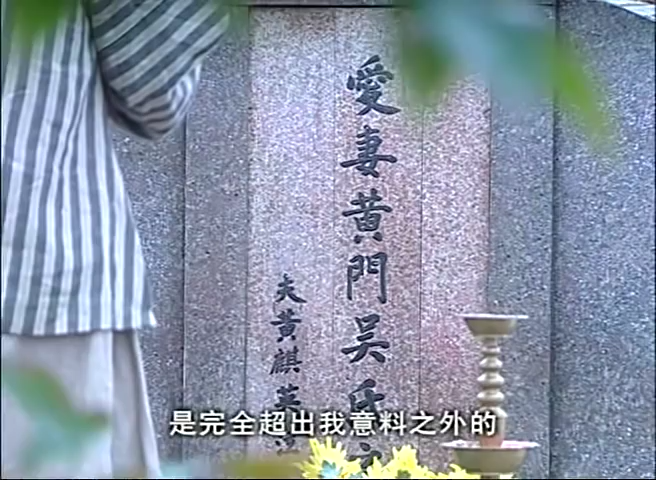 愛妻黃門吳氏
夫黃麒
是完全超出我意料之外的